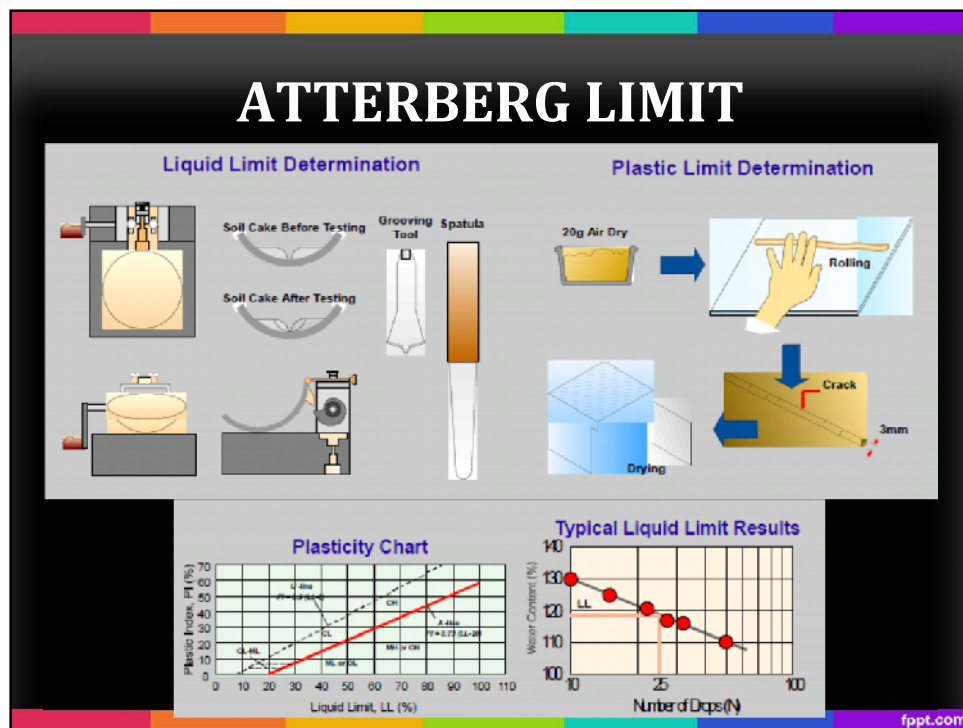 ATTERBERG LIMIT
Liquid Limit Determination
Plastic Limit Determination
Soil Cake Before Testing
Grooving
Tool
Spatula
20g Air Dry
Rolling
Soil Cake After Testing
Crack
3mm
Drying
Plasticity Chart
Typical Liquid Limit Results
Plastic Index, PI (%)
70
60
50
40
30
20
10
0
CH
CL
CL-ML
ML or OL
MH or OH
0 10 20 30 40 50 60 70 80 90 100 110
Liquid Limit, LL (%)
Water Content (%)
140
130
120
110
100
LL
10 25 100
Number of Drops (N)
fppt.com